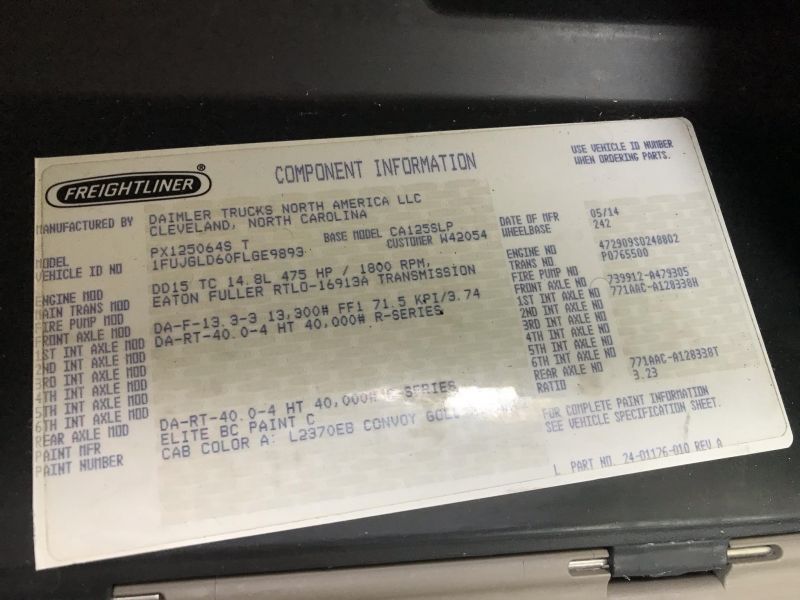 FREIGHTLINER ®
COMPONENT INFORMATION
USE VEHICLE ID NUMBER
WHEN ORDERING PARTS.
MANUFACTURED BY DAIMLER TRUCKS NORTH AMERICA LLC
CLEVELAND, NORTH CAROLINA
DATE OF MFR 05/14
MODEL PX125064S T BASE MODEL CA125SLP WHEELBASE 242
VEHICLE ID NO 1FUJGLD60FLGE9893 CUSTOMER W42054
ENGINE MOD DD15 TC 14.8L 475 HP / 1800 RPM, ENGINE NO 472909S0248802
MAIN TRANS MOD EATON FULLER RTLO-16913A TRANSMISSION TRANS NO P0765500
FIRE PUMP MOD FIRE PUMP NO
FRONT AXLE MOD DA-F-13.3-3 13,300# FF1 71.5 KPI/3.74 FRONT AXLE NO 739912-A479305
1ST INT AXLE MOD DA-RT-40.0-4 HT 40,000# R-SERIES 1ST INT AXLE NO 771AAC-A128338H
2ND INT AXLE MOD 2ND INT AXLE NO
3RD INT AXLE MOD 3RD INT AXLE NO
4TH INT AXLE MOD 4TH INT AXLE NO
5TH INT AXLE MOD 5TH INT AXLE NO
6TH INT AXLE MOD 6TH INT AXLE NO
REAR AXLE MOD DA-RT-40.0-4 HT 40,000# SERIES REAR AXLE NO 771AAC-A128338T
PAINT MFR ELITE BC PAINT C RATIO 3.23
PAINT NUMBER CAB COLOR A: L2370EB CONVOY
FOR COMPLETE PAINT INFORMATION
SEE VEHICLE SPECIFICATION SHEET.
L PART NO. 24-01176-010 REV A